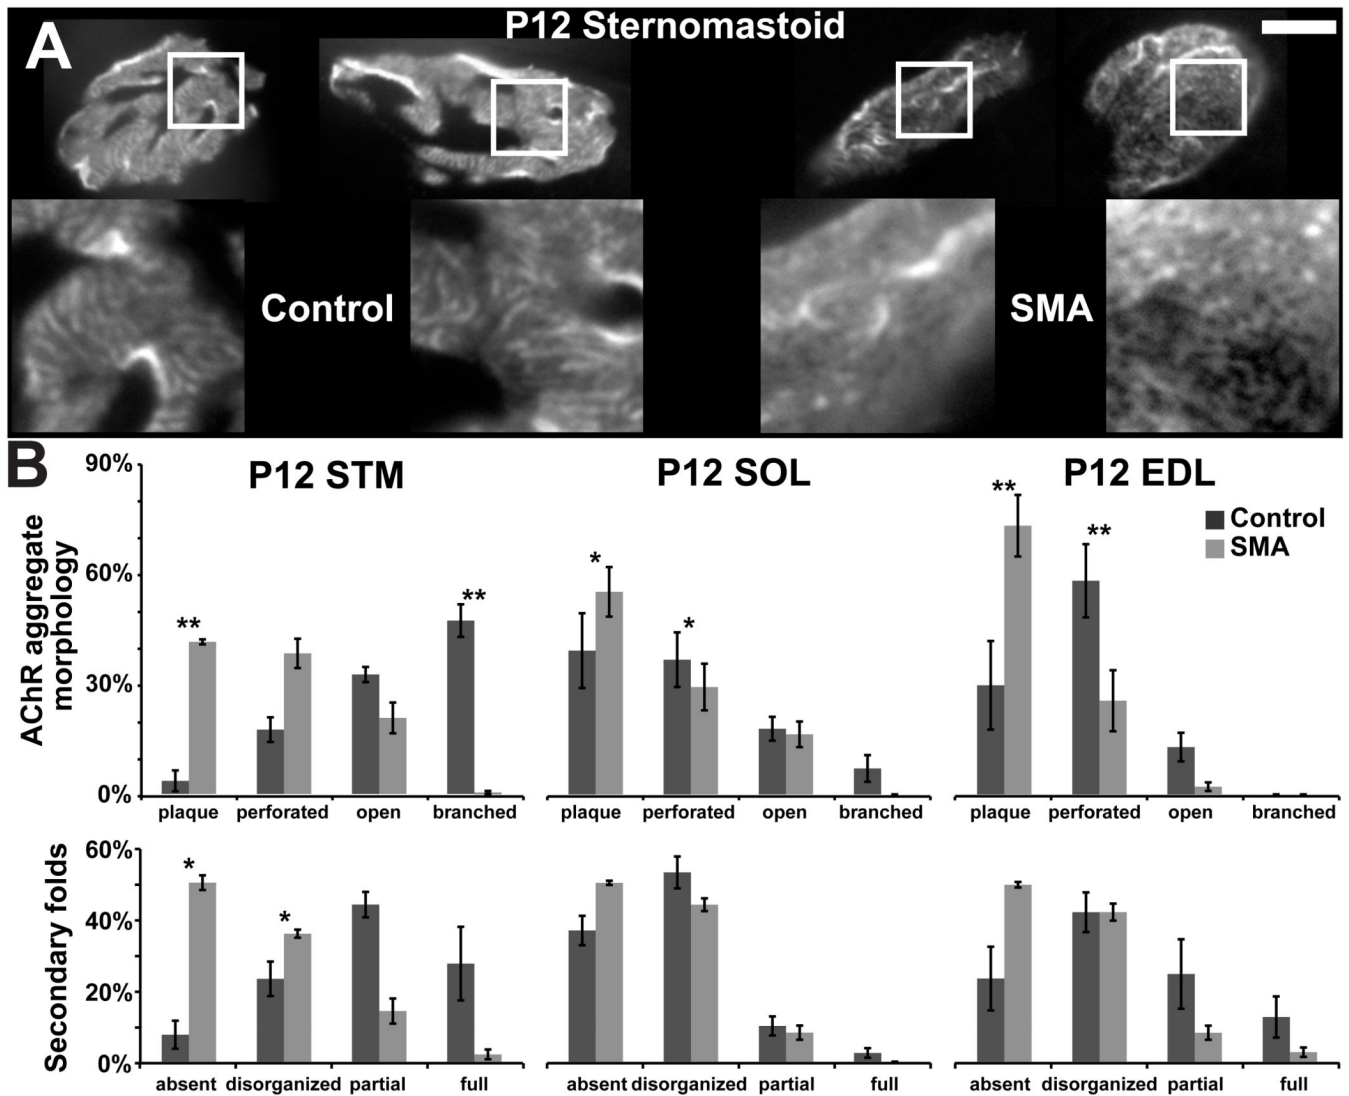 A
P12 Sternomastoid
Control
SMA
B
P12 STM
P12 SOL
P12 EDL
Control
SMA
AChR aggregate
morphology
90%
60%
30%
0%
**
**
*
*
**
**
plaque perforated open branched
plaque perforated open branched
plaque perforated open branched
Secondary folds
60%
40%
20%
0%
*
*
absent disorganized partial full
absent disorganized partial full
absent disorganized partial full